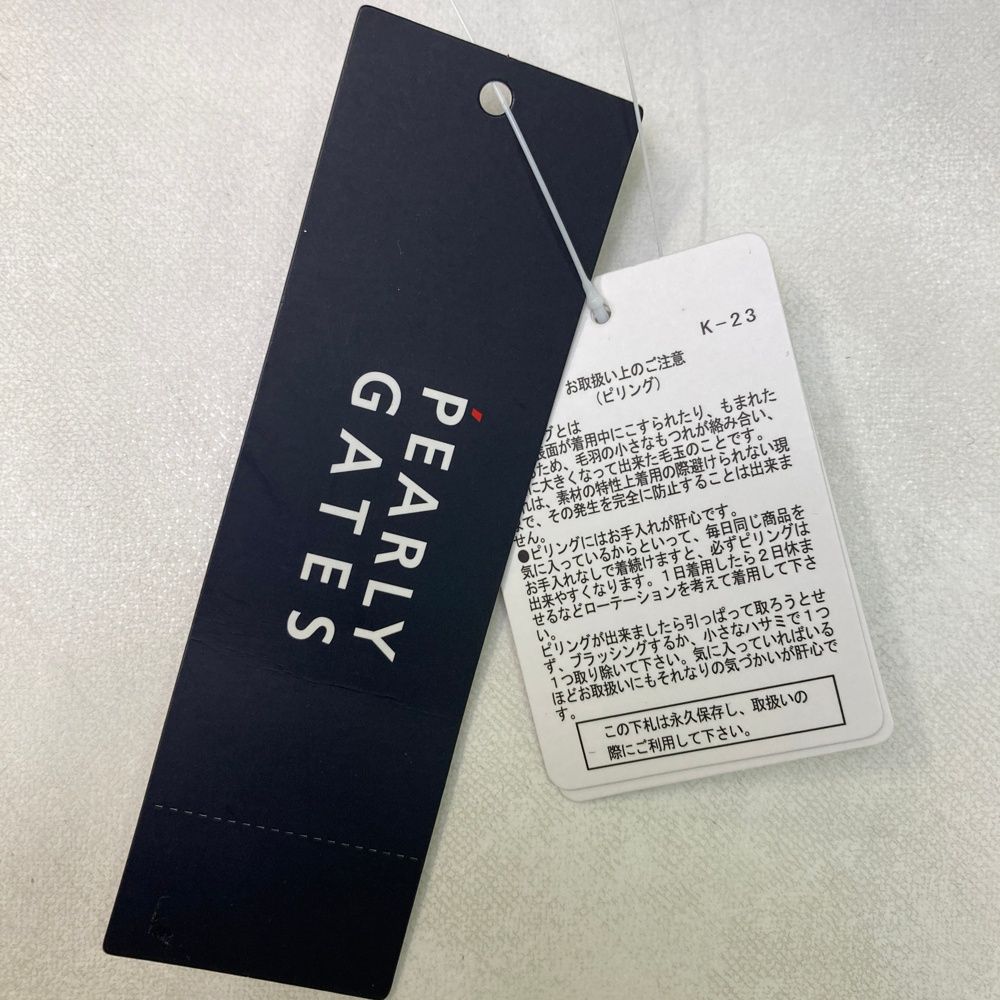 PEARLY
GATES
K-23
お取扱い上のご注意
(ピリング)
グとは
表面が着用中にこすられたり、もまれた
ため、毛羽の小さなもつれが絡み合い、
に大きくなって出来た毛玉のことです。
れは、素材の特性上着用の際避けられない現
で、その発生を完全に防止することは出来ま
せん。
●ピリングにはお手入れが肝心です。
気に入っているからといって、毎日同じ商品を
お手入れなしで着続けますと、必ずピリングは
出来やすくなります。1日着用したら2日休ま
せるなどローテーションを考えて着用して下さ
い。
ピリングが出来ましたら引っぱって取ろうとせ
ず、ブラッシングするか、小さなハサミで1つ
1つ取り除いて下さい。気に入っていればいる
ほどお取扱いにもそれなりの気づかいが肝心で
す。
この下札は永久保存し、取扱いの
際にご利用して下さい。